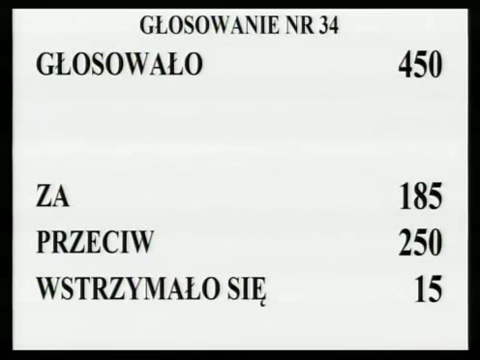 GŁOSOWANIE NR 34
GŁOSOWAŁO 450
ZA 185
PRZECIW 250
WSTRZYMAŁO SIĘ 15